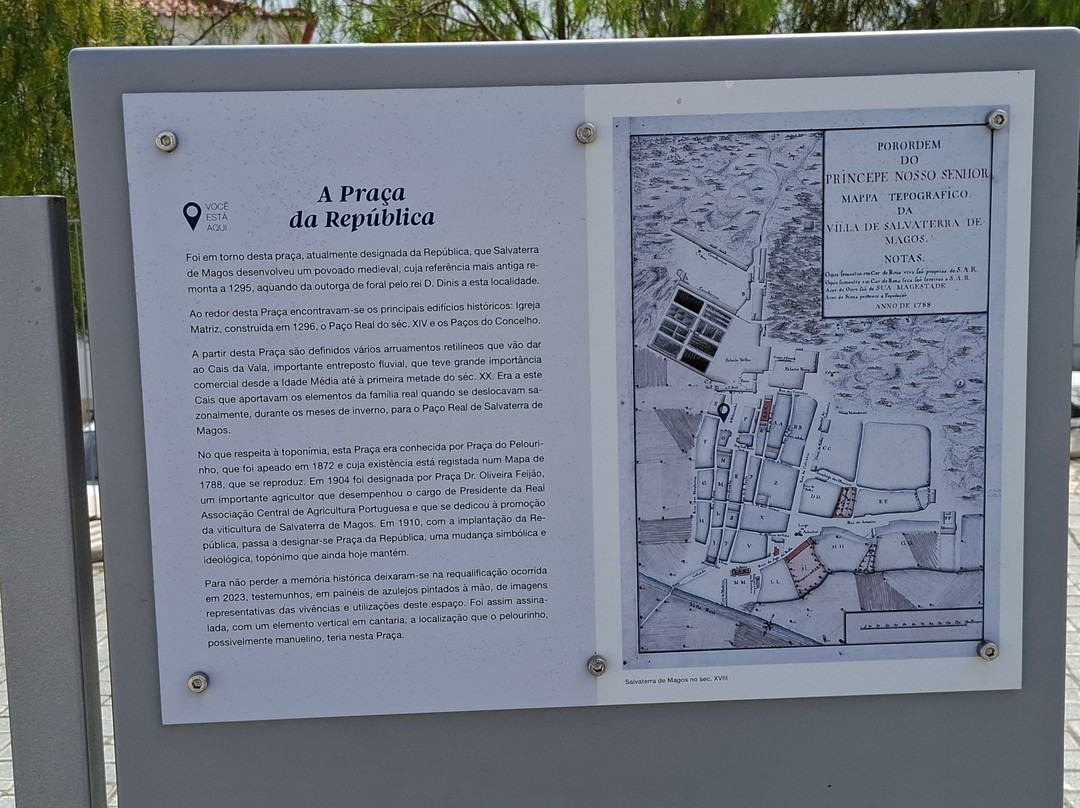 A Praça
da República
VOCÊ
ESTÁ
AQUI
Foi em torno desta praça, atualmente designada da República, que Salvaterra
de Magos desenvolveu um povoado medieval, cuja referência mais antiga re-
monta a 1295, aquando da outorga de foral pelo rei D. Dinis a esta localidade.
Ao redor desta Praça encontravam-se os principais edifícios históricos: Igreja
Matriz, construída em 1296, o Paço Real do séc. XIV e os Paços do Concelho.
A partir desta Praça são definidos vários arruamentos retilíneos que vão dar
ao Cais da Vala, importante entreposto fluvial, que teve grande importância
comercial desde a Idade Média até à primeira metade do séc. XX. Era a este
Cais que aportavam os elementos da família real quando se deslocavam sa-
zonalmente, durante os meses de inverno, para o Paço Real de Salvaterra de
Magos.
No que respeita à toponímia, esta Praça era conhecida por Praça do Pelouri-
nho, que foi apeado em 1872 e cuja existência está registada num Mapa de
1788, que se reproduz. Em 1904 foi designada por Praça Dr. Oliveira Feijão,
um importante agricultor que desempenhou o cargo de Presidente da Real
Associação Central de Agricultura Portuguesa e que se dedicou à promoção
da viticultura de Salvaterra de Magos. Em 1910, com a implantação da Re-
pública, passa a designar-se Praça da República, uma mudança simbólica e
ideológica, topónimo que ainda hoje mantém.
Para não perder a memória histórica deixaram-se na requalificação ocorrida
em 2023, testemunhos, em painéis de azulejos pintados à mão, de imagens
representativas das vivências e utilizações deste espaço. Foi assim assina-
lada, com um elemento vertical em cantaria, a localização que o pelourinho,
possivelmente manuelino, teria nesta Praça.
PORORDEM
DO
PRINCEPE NOSSO SENHOR
MAPPA TEPOGRAFICO.
DA
VILLA DE SALVATERRA DE-
MAGOS.
NOTAS.
SUA MAGESTADE
ANNO DE 1788
Palacio Velho
Palacio Novo
Salvaterra de Magos no sec. XVIII